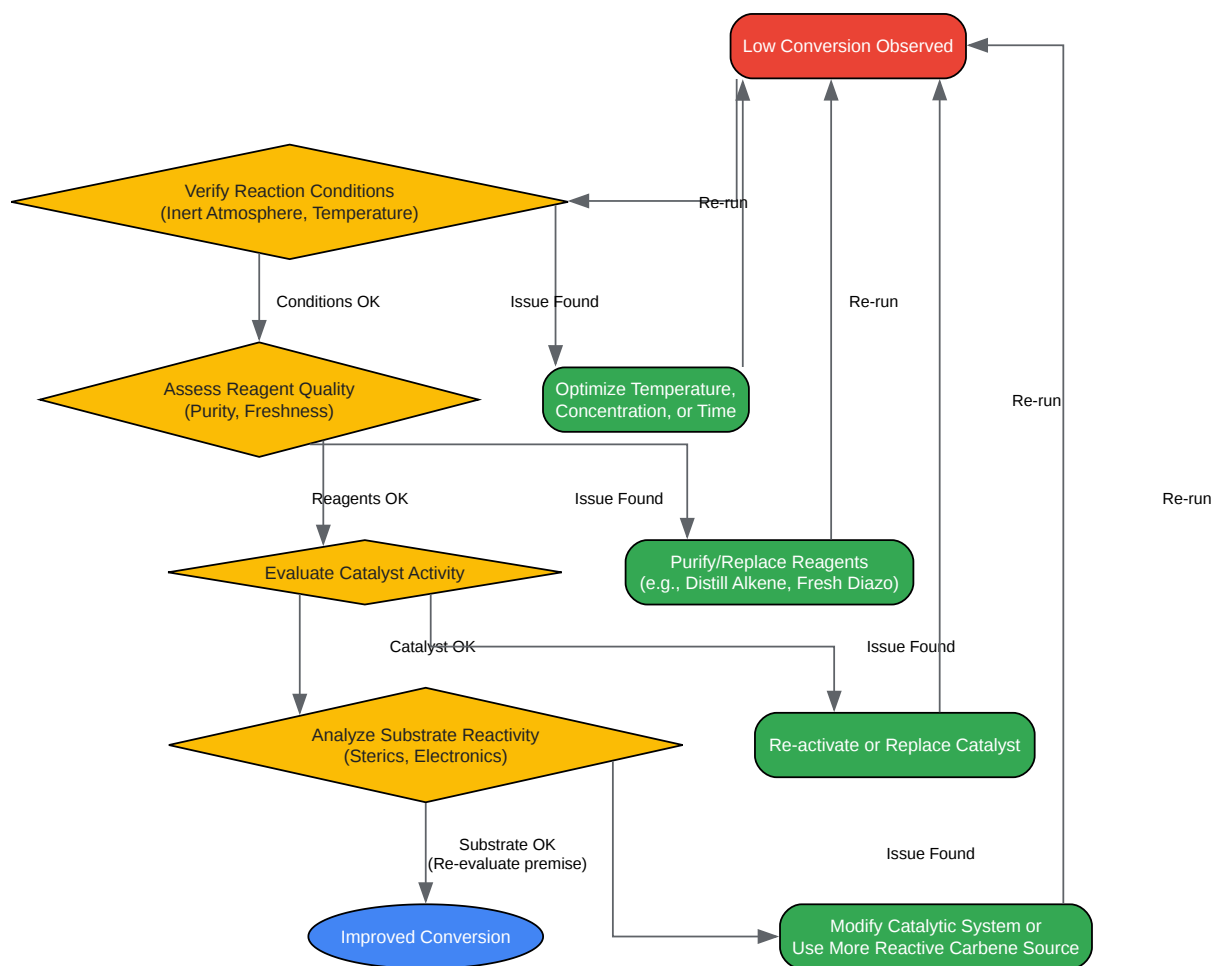 Low Conversion Observed
Verify Reaction Conditions
(Inert Atmosphere, Temperature)
Re-run
Conditions OK
Issue Found
Re-run
Assess Reagent Quality
(Purity, Freshness)
Optimize Temperature,
Concentration, or Time
Re-run
Reagents OK
Issue Found
Re-run
Evaluate Catalyst Activity
Purify/Replace Reagents
(e.g., Distill Alkene, Fresh Diazo)
Catalyst OK
Issue Found
Analyze Substrate Reactivity
(Sterics, Electronics)
Re-activate or Replace Catalyst
Substrate OK
(Re-evaluate premise)
Issue Found
Improved Conversion
Modify Catalytic System or
Use More Reactive Carbene Source